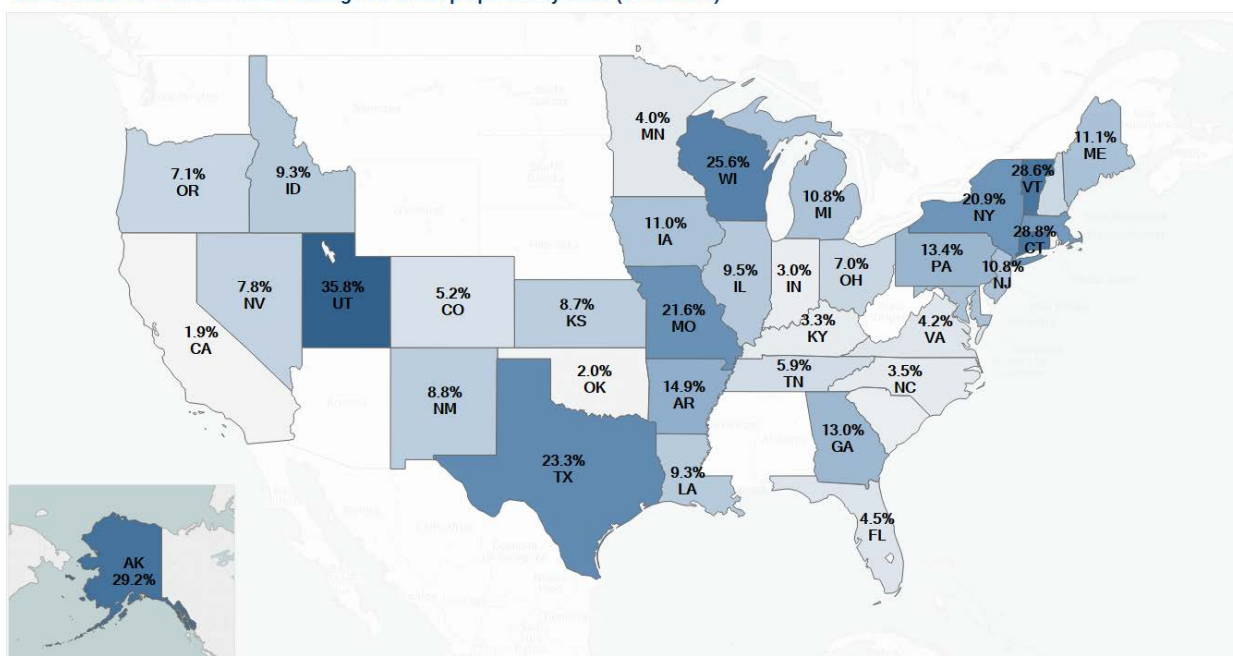 D
4.0%
MN
11.1%
ME
7.1%
OR
9.3%
ID
25.6%
WI
28.6%
VT
10.8%
MI
20.9%
NY
11.0%
IA
28.8%
CT
13.4%
PA
10.8%
NJ
7.8%
NV
35.8%
UT
5.2%
CO
9.5%
IL
3.0%
IN
7.0%
OH
8.7%
KS
21.6%
MO
1.9%
CA
3.3%
KY
4.2%
VA
5.9%
TN
3.5%
NC
2.0%
OK
8.8%
NM
14.9%
AR
13.0%
GA
23.3%
TX
9.3%
LA
4.5%
FL
AK
29.2%